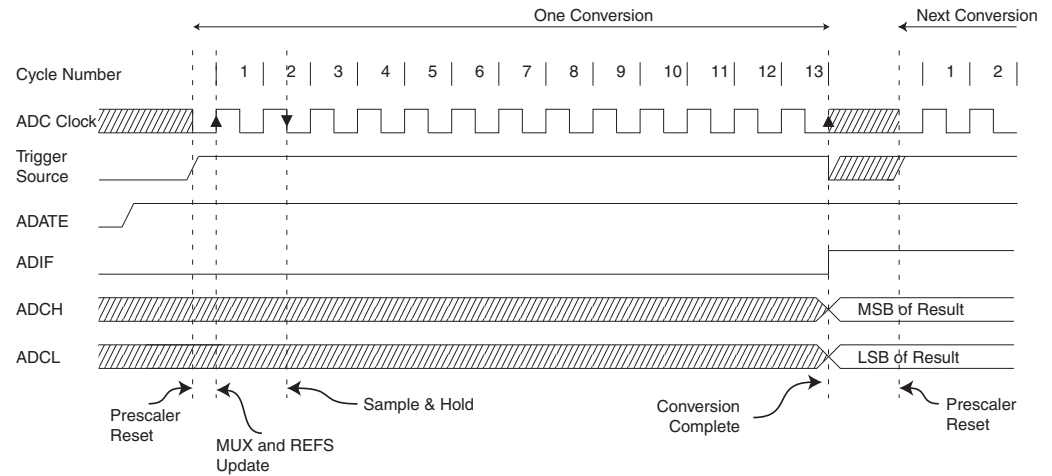 One Conversion
Next Conversion
Cycle Number
1 2 3 4 5 6 7 8 9 10 11 12 13 1 2
ADC Clock
Trigger
Source
ADATE
ADIF
ADCH
MSB of Result
ADCL
LSB of Result
Prescaler
Reset
MUX and REFS
Update
Sample & Hold
Conversion
Complete
Prescaler
Reset